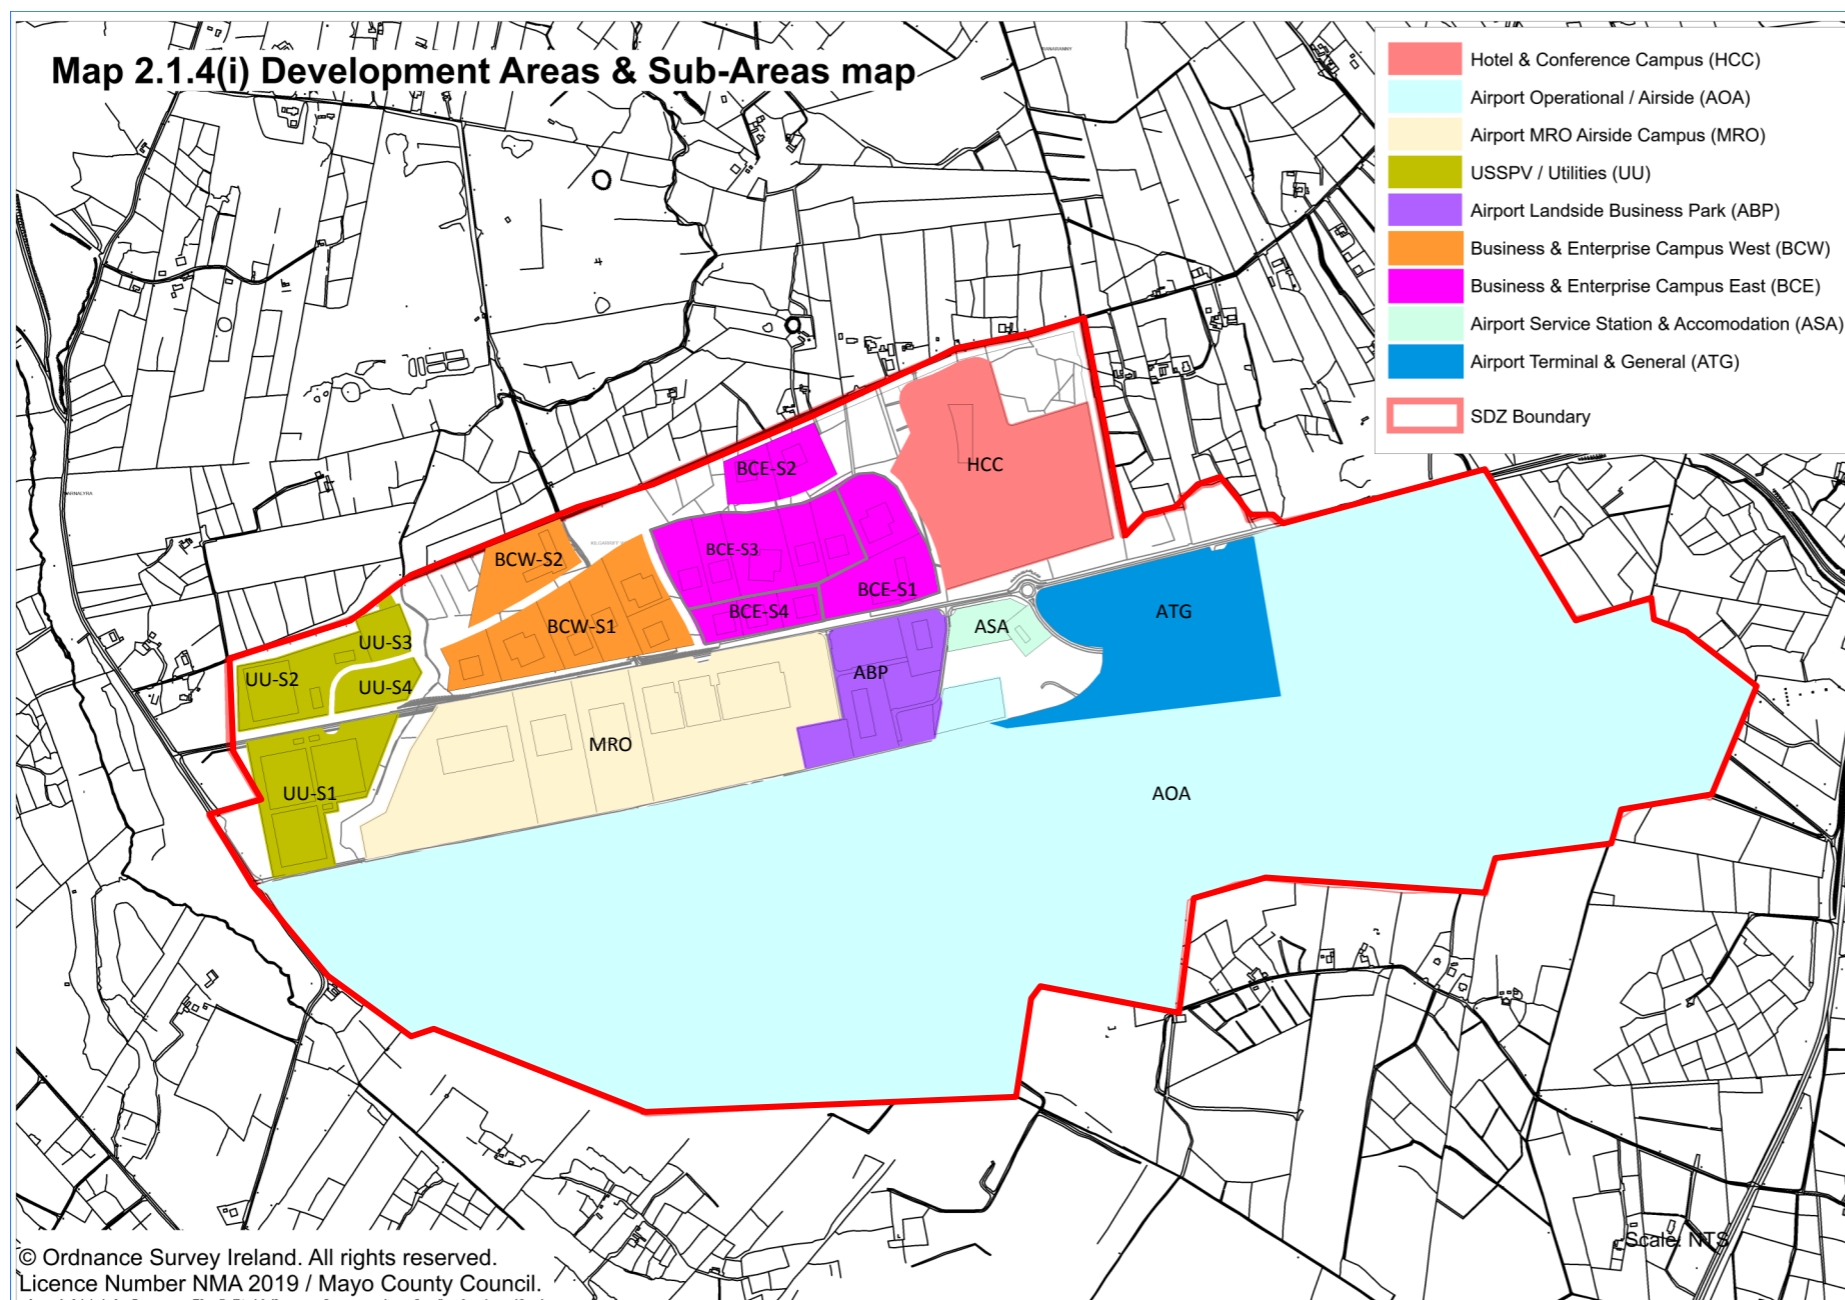 Map 2.1.4(i) Development Areas & Sub-Areas map
Hotel & Conference Campus (HCC)
Airport Operational / Airside (AOA)
Airport MRO Airside Campus (MRO)
USSPV / Utilities (UU)
Airport Landside Business Park (ABP)
Business & Enterprise Campus West (BCW)
Business & Enterprise Campus East (BCE)
Airport Service Station & Accomodation (ASA)
Airport Terminal & General (ATG)
SDZ Boundary
HCC
BCE-S2
BCE-S3
BCW-S2
BCE-S1
BCE-S4
ATG
BCW-S1
ASA
UU-S3
ABP
UU-S2
UU-S4
MRO
UU-S1
AOA
Scale: NTS
© Ordnance Survey Ireland. All rights reserved.
Licence Number NMA 2019 / Mayo County Council.